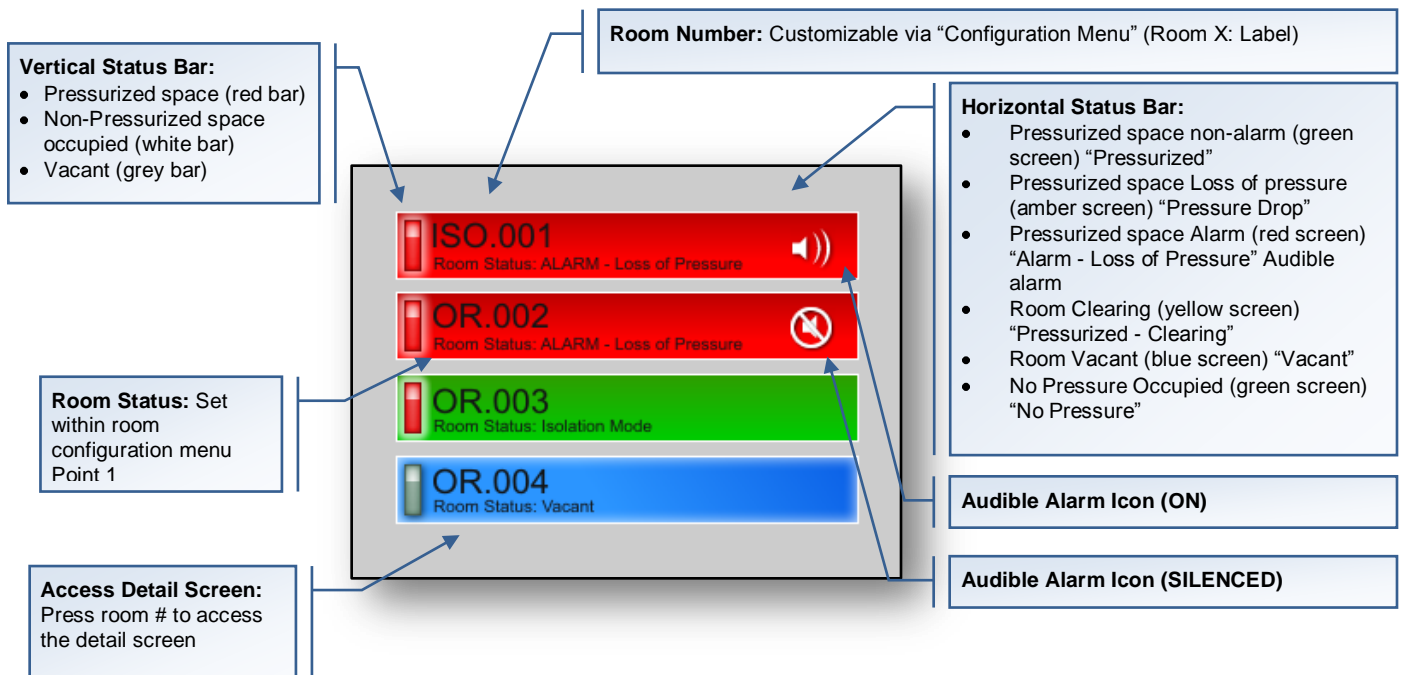 Room Number: Customizable via “Configuration Menu” (Room X: Label)
Vertical Status Bar:
• Pressurized space (red bar)
• Non-Pressurized space
occupied (white bar)
• Vacant (grey bar)
Horizontal Status Bar:
• Pressurized space non-alarm (green
screen) “Pressurized”
• Pressurized space Loss of pressure
(amber screen) “Pressure Drop”
• Pressurized space Alarm (red screen)
“Alarm - Loss of Pressure” Audible
alarm
• Room Clearing (yellow screen)
“Pressurized - Clearing”
• Room Vacant (blue screen) “Vacant”
• No Pressure Occupied (green screen)
“No Pressure”
ISO.001
Room Status: ALARM - Loss of Pressure
OR.002
Room Status: ALARM - Loss of Pressure
OR.003
Room Status: Isolation Mode
OR.004
Room Status: Vacant
Room Status: Set
within room
configuration menu
Point 1
Audible Alarm Icon (ON)
Audible Alarm Icon (SILENCED)
Access Detail Screen:
Press room # to access
the detail screen